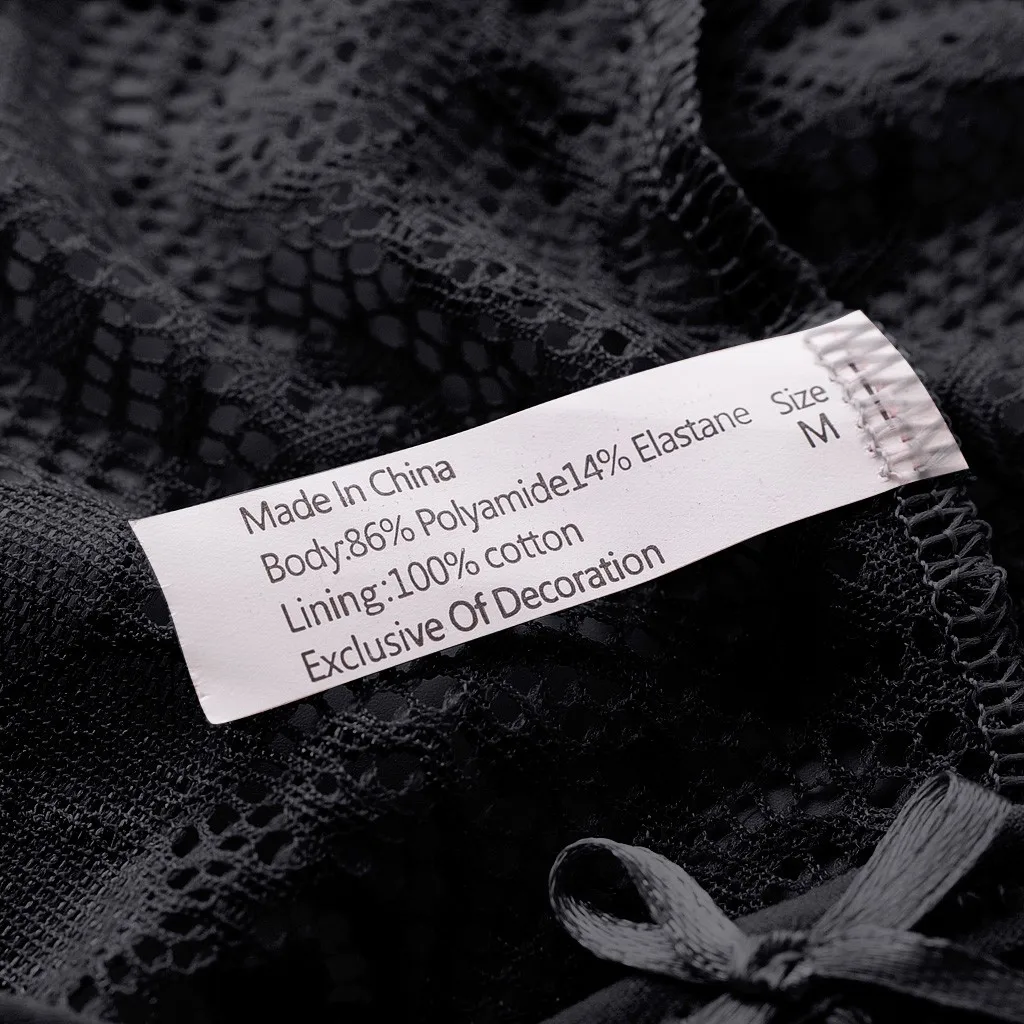 Made In China
Body:86% Polyamide14% Elastane
Lining:100% cotton
Exclusive Of Decoration
Size
M